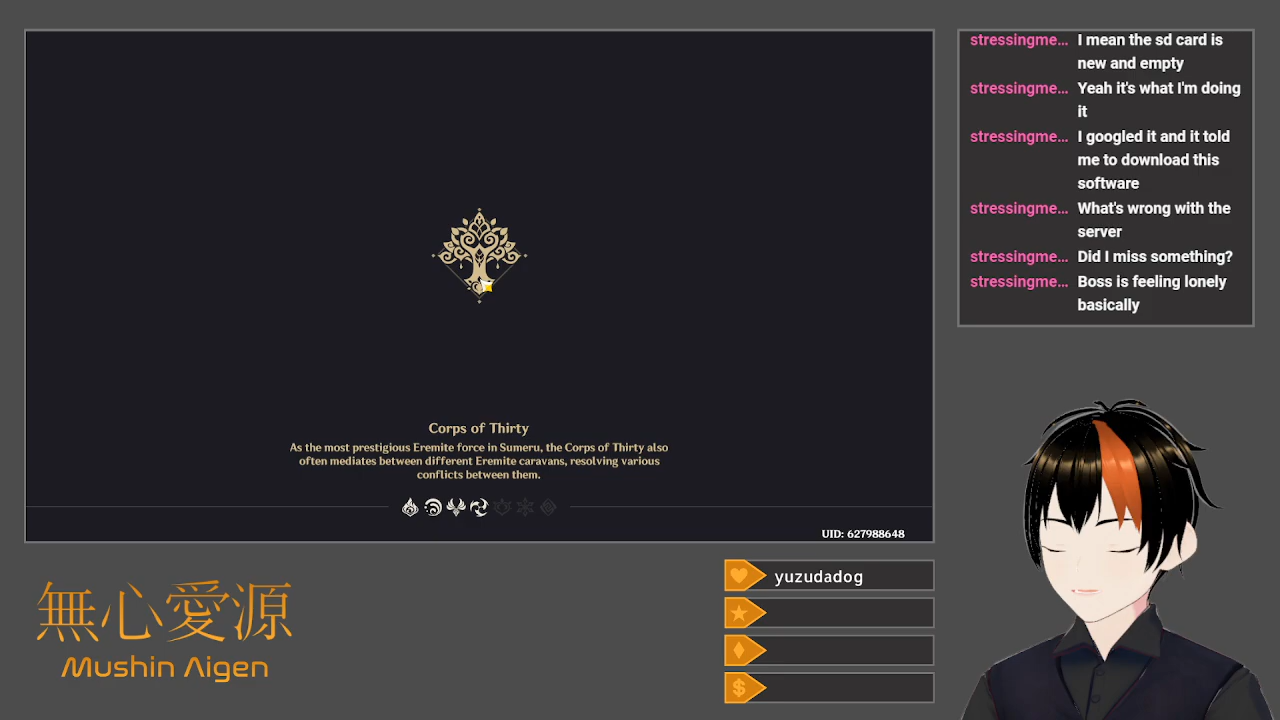 Corps of Thirty
As the most prestigious Eremite force in Sumeru, the Corps of Thirty also
often mediates between different Eremite caravans, resolving various
conflicts between them.
UID: 627988648
stressingme... I mean the sd card is
new and empty
stressingme... Yeah it's what I'm doing
it
stressingme... I googled it and it told
me to download this
software
stressingme... What's wrong with the
server
stressingme... Did I miss something?
stressingme... Boss is feeling lonely
basically
無心愛源
Mushin Aigen
yuzudadog
$